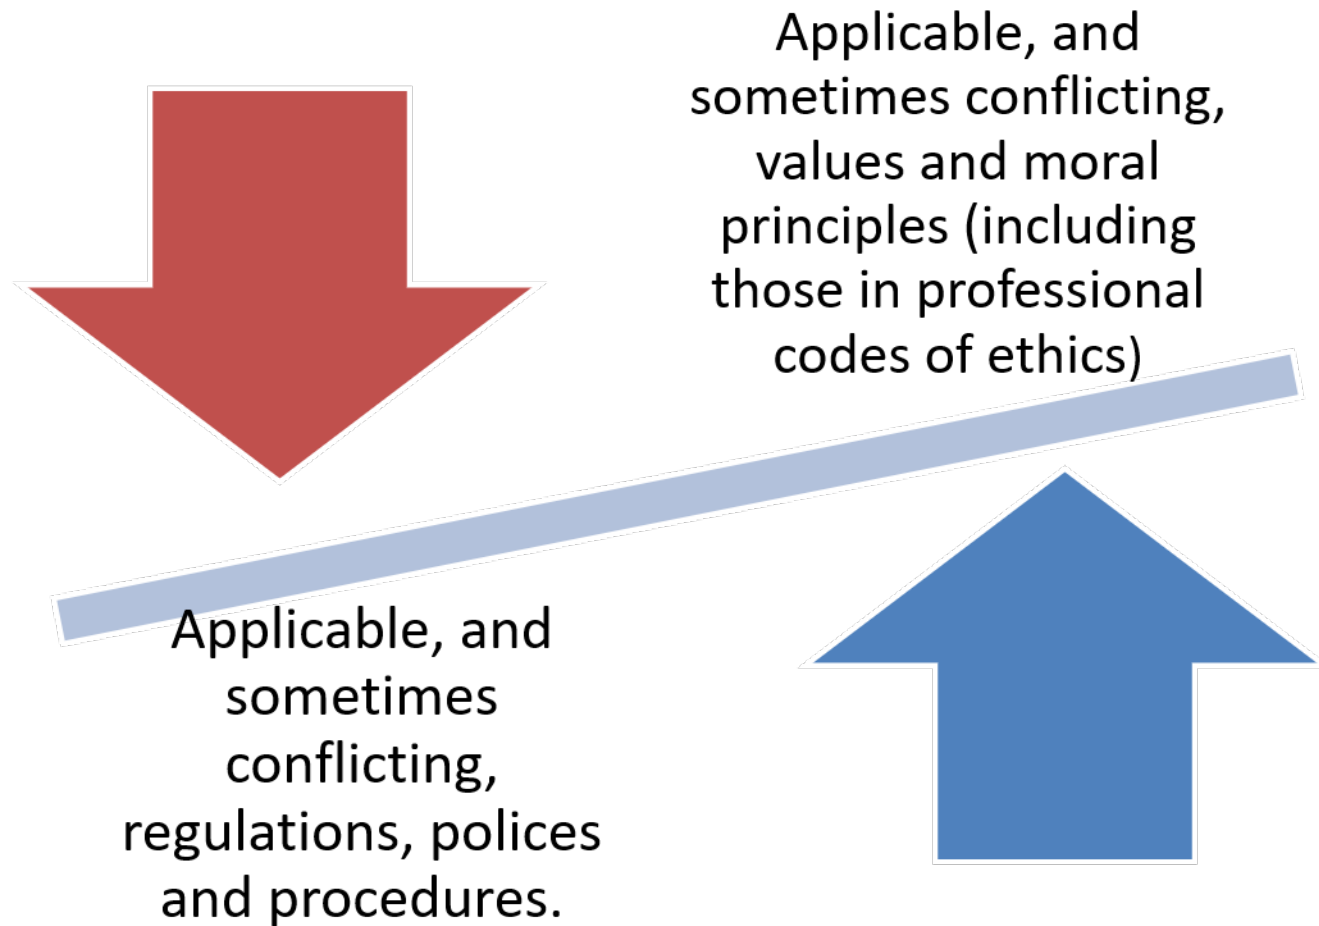 Applicable, and
sometimes conflicting,
values and moral
principles (including
those in professional
codes of ethics)
Applicable, and
sometimes
conflicting,
regulations, polices
and procedures.